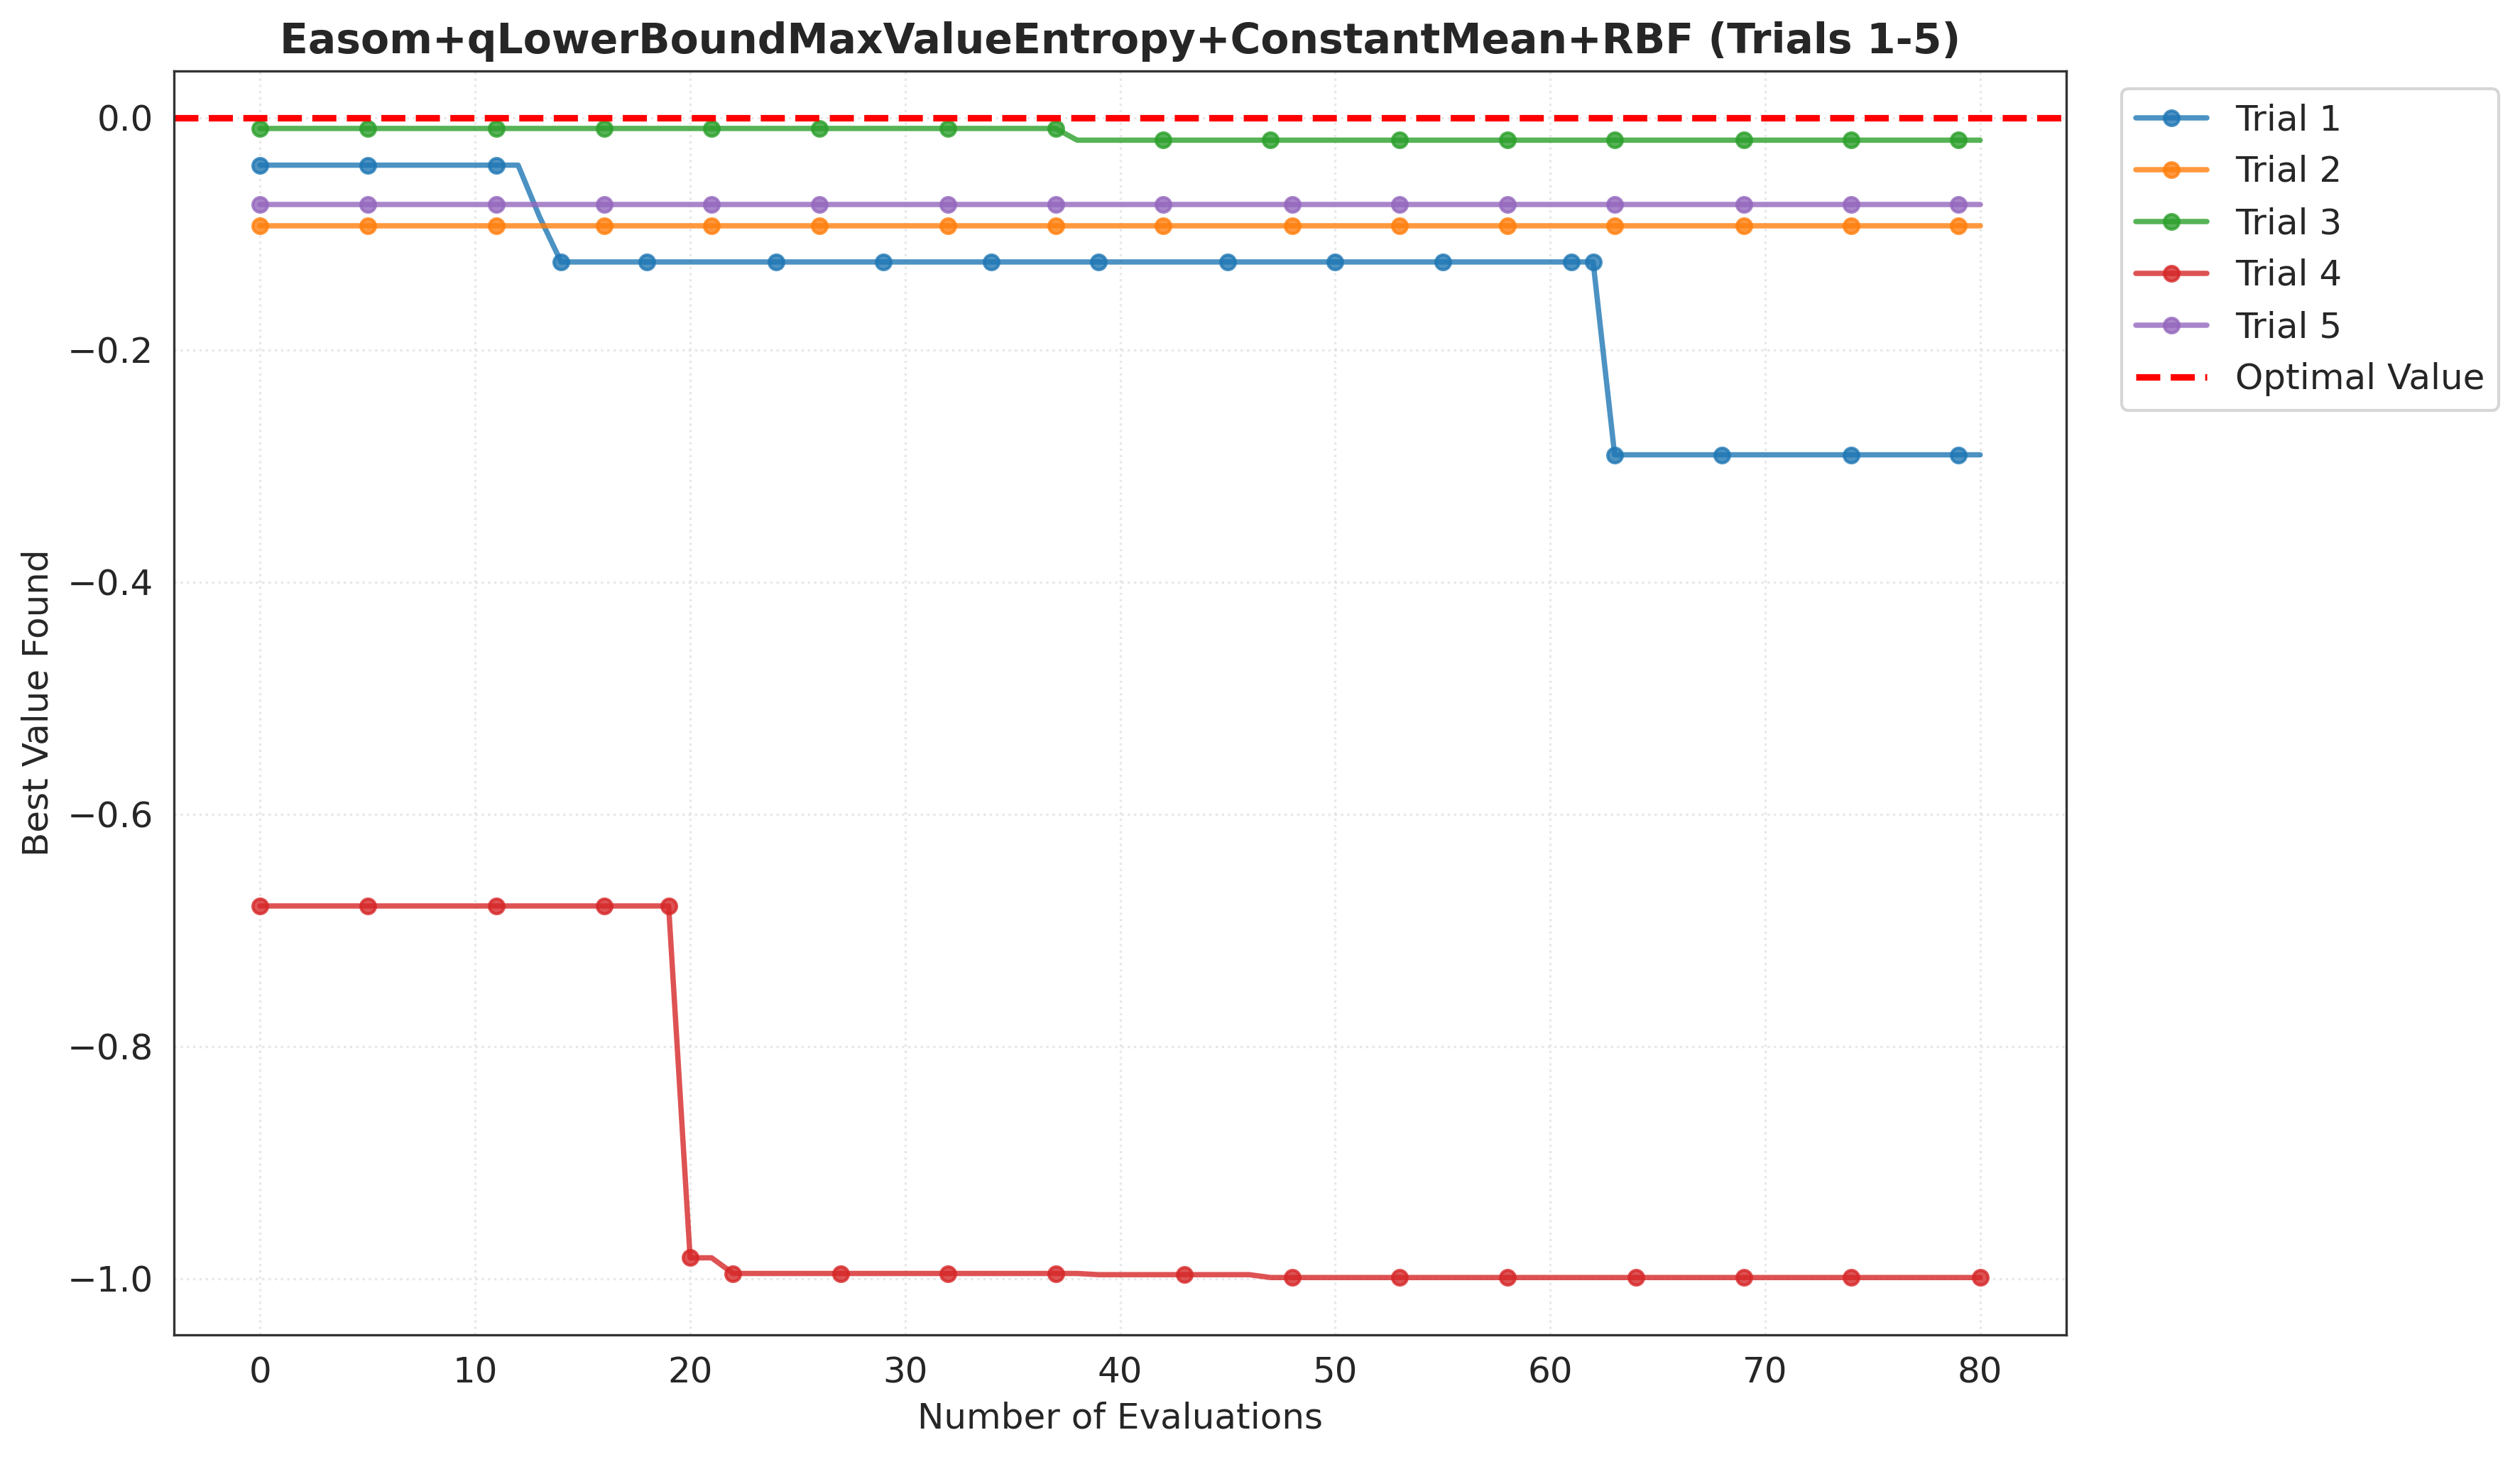 Easom+qLowerBoundMaxValueEntropy+ConstantMean+RBF (Trials 1-5)
Best Value Found
0.0
−0.2
−0.4
−0.6
−0.8
−1.0
0 10 20 30 40 50 60 70 80
Number of Evaluations
Trial 1
Trial 2
Trial 3
Trial 4
Trial 5
Optimal Value